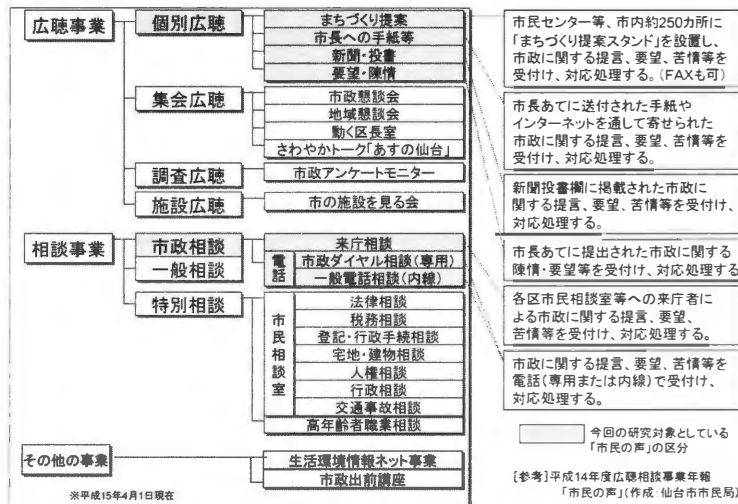 広聴事業
個別広聴
まちづくり提案
市長への手紙等
新聞・投書
要望・陳情
集会広聴
市政懇談会
地域懇談会
動く区長室
さわやかトーク「あすの仙台」
調査広聴
市政アンケートモニター
施設広聴
市の施設を見る会
相談事業
市政相談
一般相談
来庁相談
電話
市政ダイヤル相談(専用)
一般電話相談(内線)
特別相談
市民相談室
法律相談
税務相談
登記・行政手続相談
宅地・建物相談
人権相談
行政相談
交通事故相談
高年齢者職業相談
その他の事業
生活環境情報ネット事業
市政出前講座
※平成15年4月1日現在
市民センター等、市内約250カ所に
「まちづくり提案スタンド」を設置し、
市政に関する提言、要望、苦情等を
受付け、対応処理する。(FAXも可)
市長あてに送付された手紙や
インターネットを通して寄せられた
市政に関する提言、要望、苦情等を
受付け、対応処理する。
新聞投書欄に掲載された市政に
関する提言、要望、苦情等を受付け、
対応処理する。
市長あてに提出された市政に関する
陳情・要望等を受付け、対応処理する
各区市民相談室等への来庁者に
よる市政に関する提言、要望、
苦情等を受付け、対応処理する。
市政に関する提言、要望、苦情等を
電話(専用または内線)で受付け、
対応処理する。
今回の研究対象としている
「市民の声」の区分
[参考]平成14年度広聴相談事業年報
「市民の声」(作成:仙台市市民局)